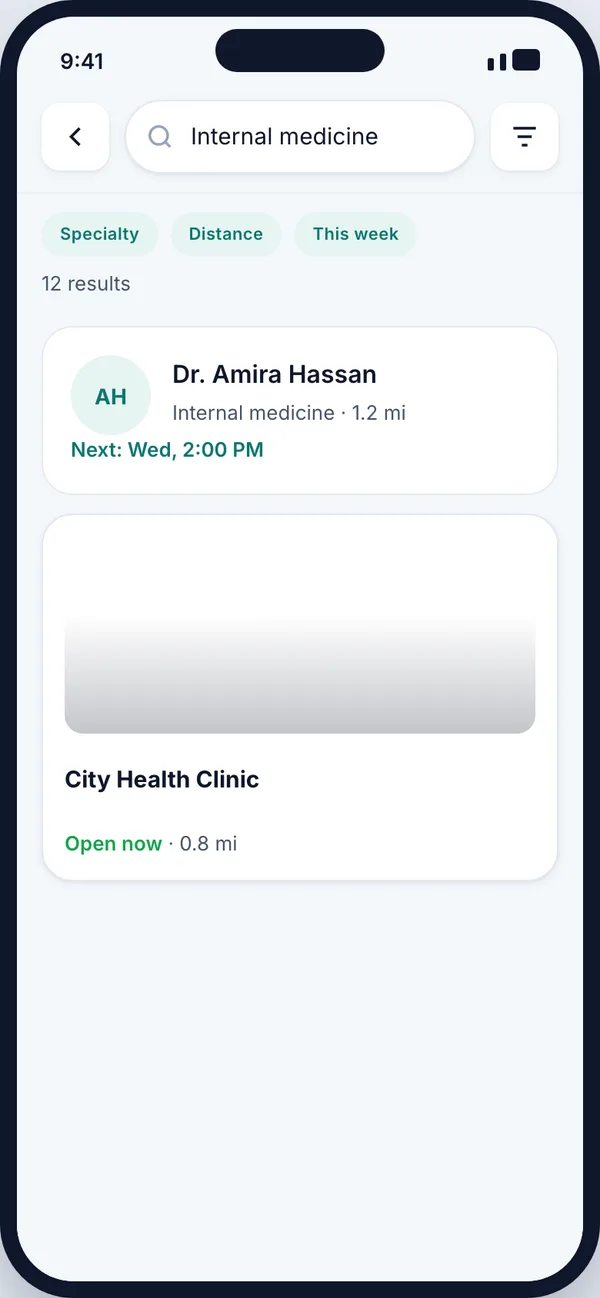 9:41
Internal medicine
Specialty Distance This week
12 results
AH
Dr. Amira Hassan
Internal medicine · 1.2 mi
Next: Wed, 2:00 PM
City Health Clinic
Open now · 0.8 mi